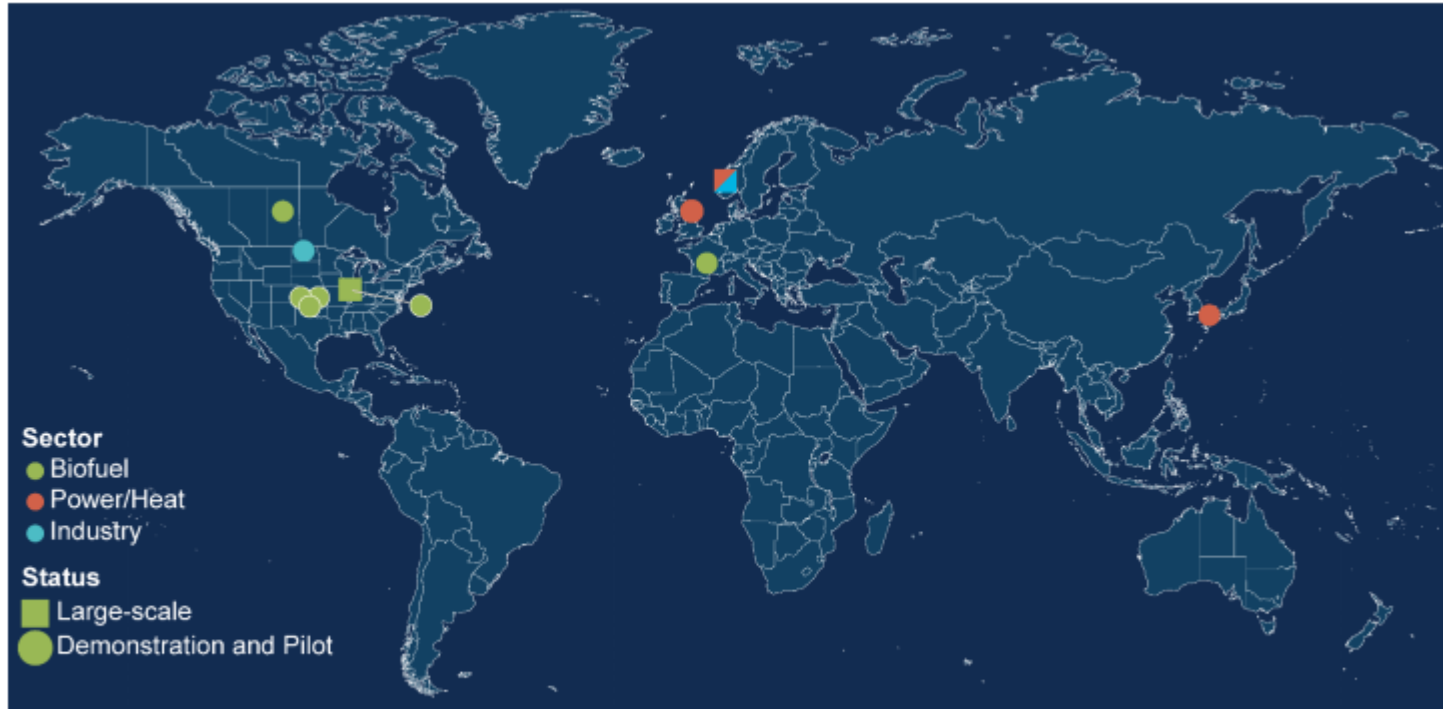 Sector
Biofuel
Power/Heat
Industry
Status
Large-scale
Demonstration and Pilot